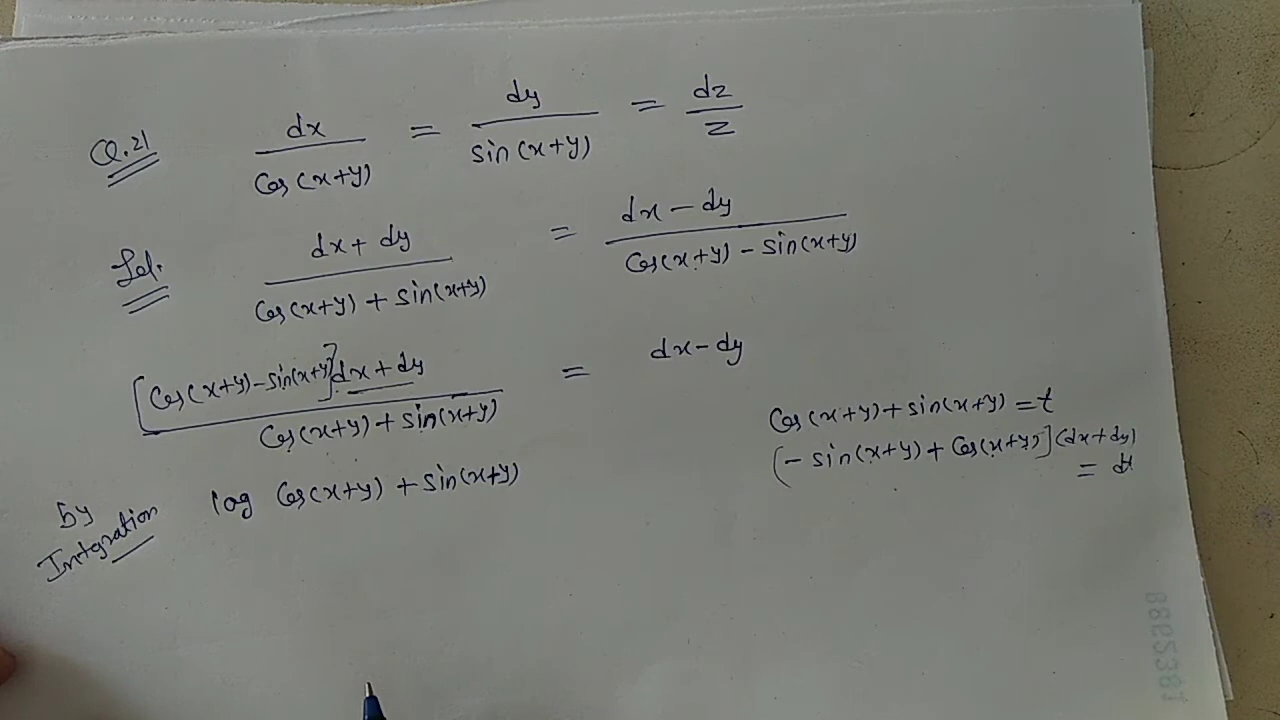 Q.21 dx/cos(x+y) = dy/sin(x+y) = dz/z
Sol. dx + dy/cos(x+y) + sin(x+y) = dx - dy/cos(x+y) - sin(x+y)
[cos(x+y) - sin(x+y)] dx + dy/cos(x+y) + sin(x+y) = dx - dy
cos(x+y) + sin(x+y) = t
(- sin(x+y) + cos(x+y)] (dx+dy)
= dt
by Integration log cos(x+y) + sin(x+y)
8862381